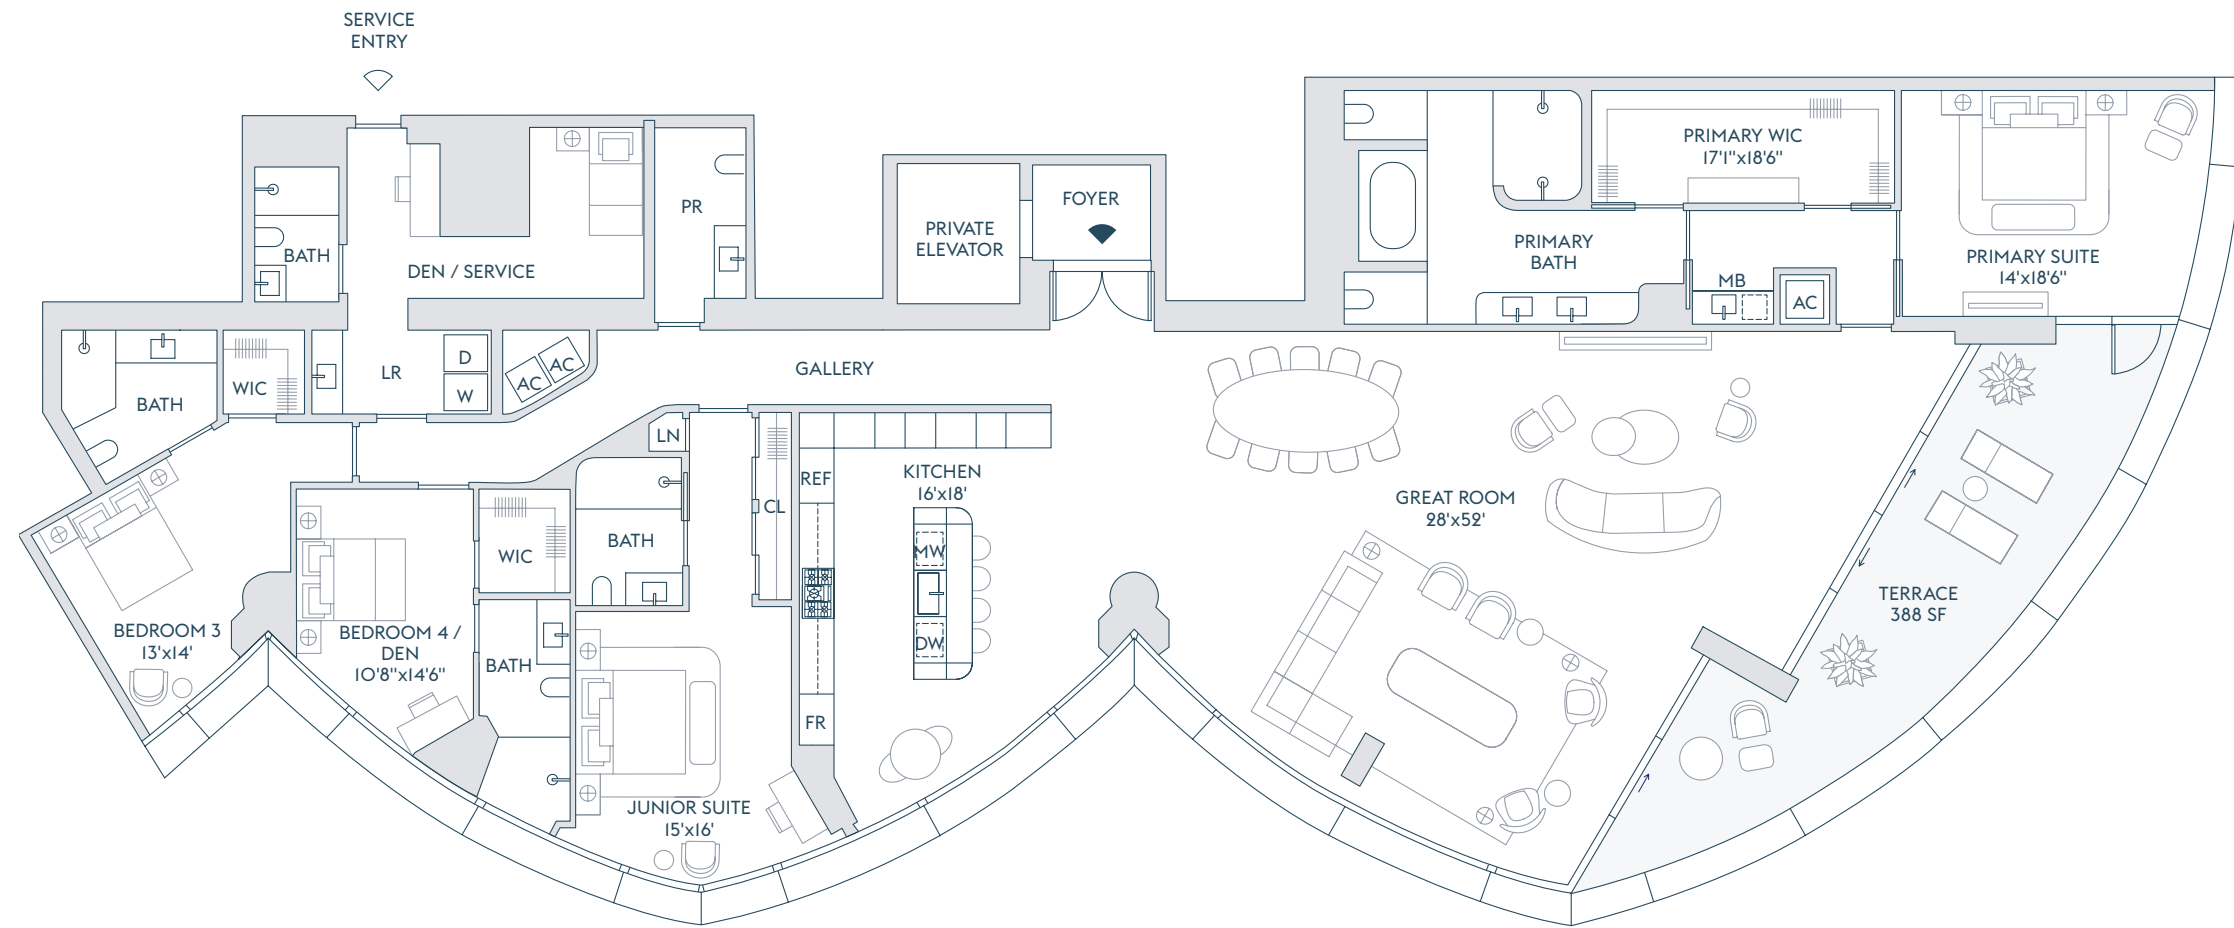 SERVICE
ENTRY
PRIMARY WIC
17'1"x18'6"
FOYER
PR
PRIVATE
ELEVATOR
PRIMARY
BATH
BATH
DEN / SERVICE
PRIMARY SUITE
14'x18'6"
MB
AC
D
AC
AC
LR
GALLERY
WIC
W
BATH
LN
KITCHEN
16'x18'
REF
GREAT ROOM
28'x52'
CL
BATH
WIC
MW
TERRACE
388 SF
BEDROOM 3
13'x14'
BEDROOM 4 /
DEN
10'8"x14'6"
DW
BATH
FR
JUNIOR SUITE
15'x16'